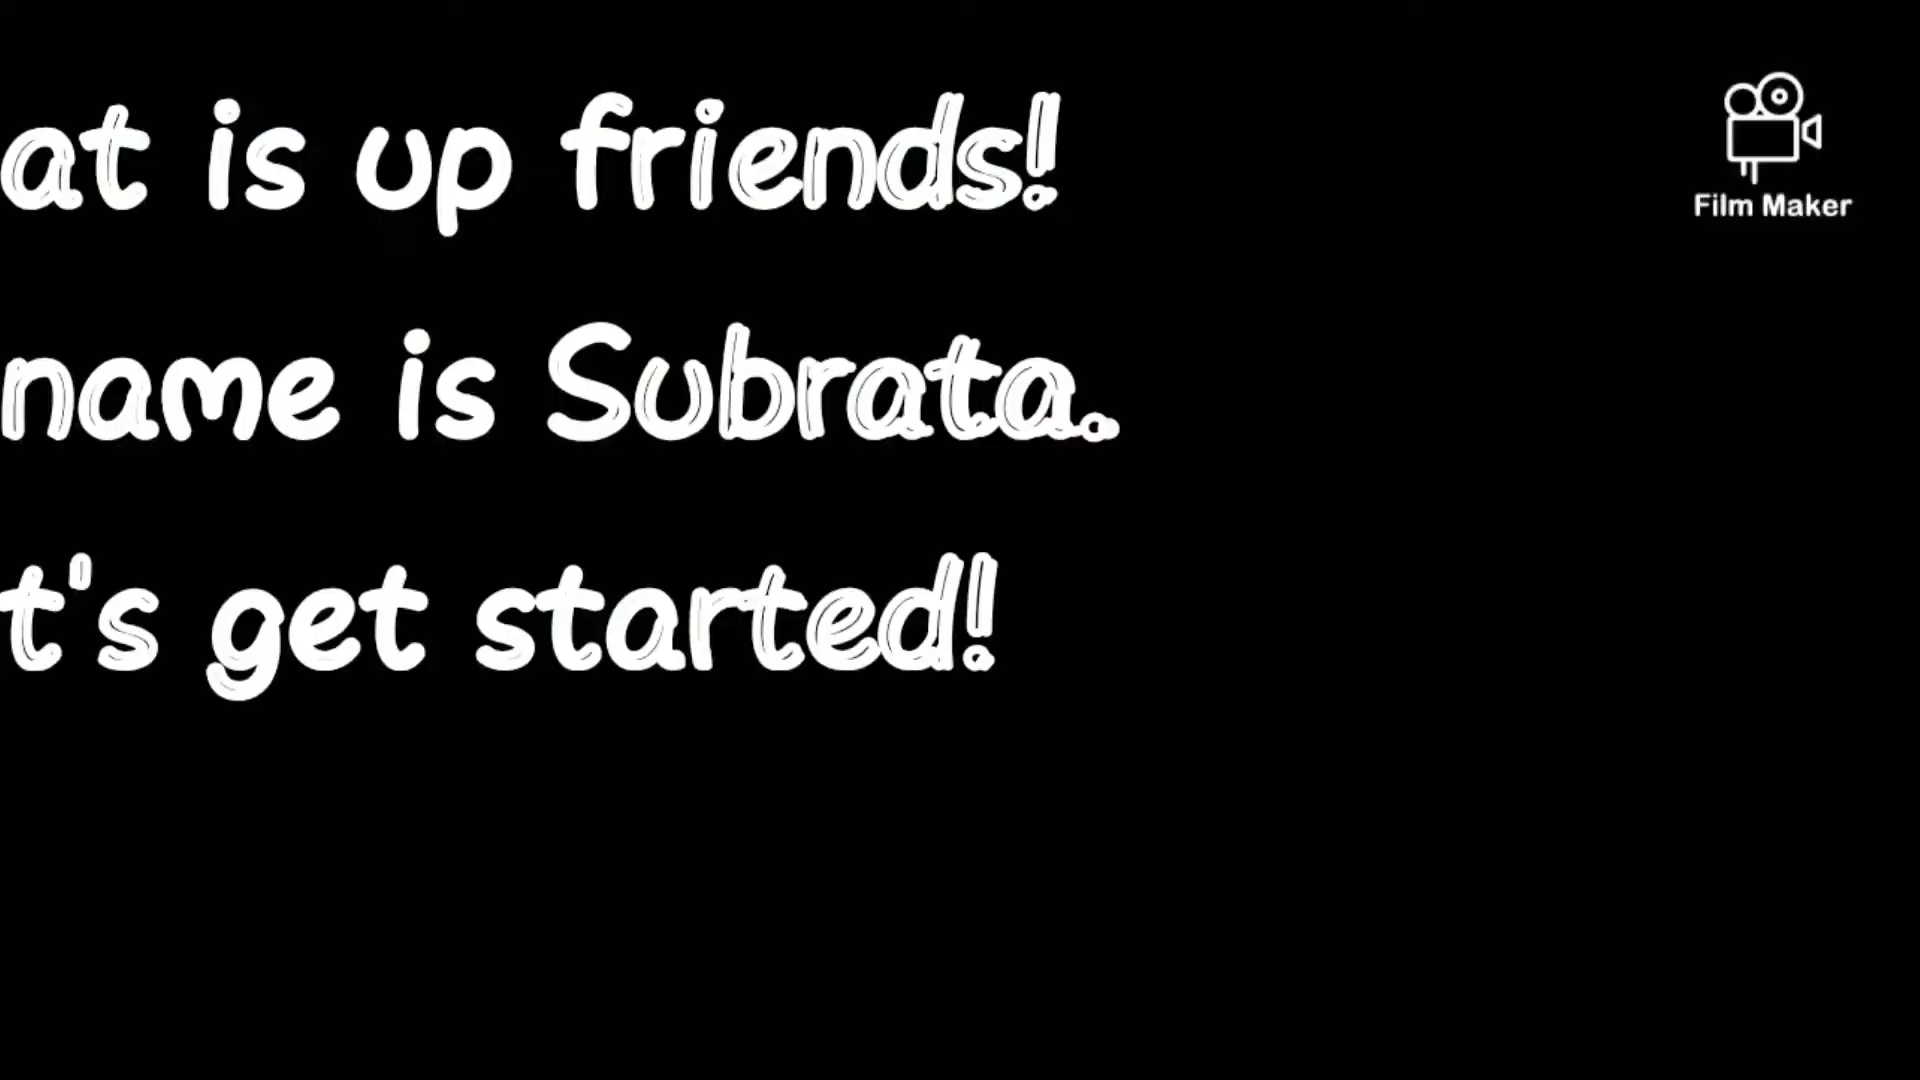 at is up friends!
name is Subrata.
t's get started!
Film Maker